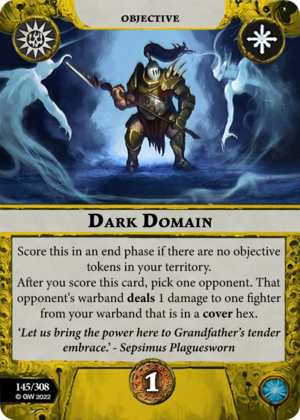 OBJECTIVE
DARK DOMAIN
Score this in an end phase if there are no objective
tokens in your territory.
After you score this card, pick one opponent. That
opponent's warband deals 1 damage to one fighter
from your warband that is in a cover hex.
‘Let us bring the power here to Grandfather's tender
embrace.’ - Sepsimus Plaguesworn
145/308
© GW 2022
1